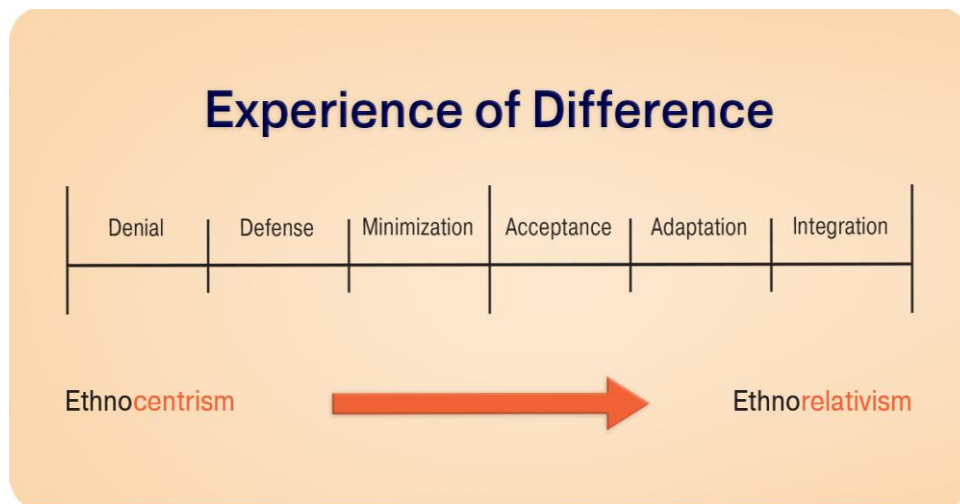 Experience of Difference
Denial Defense Minimization Acceptance Adaptation Integration
Ethnocentrism Ethnorelativism